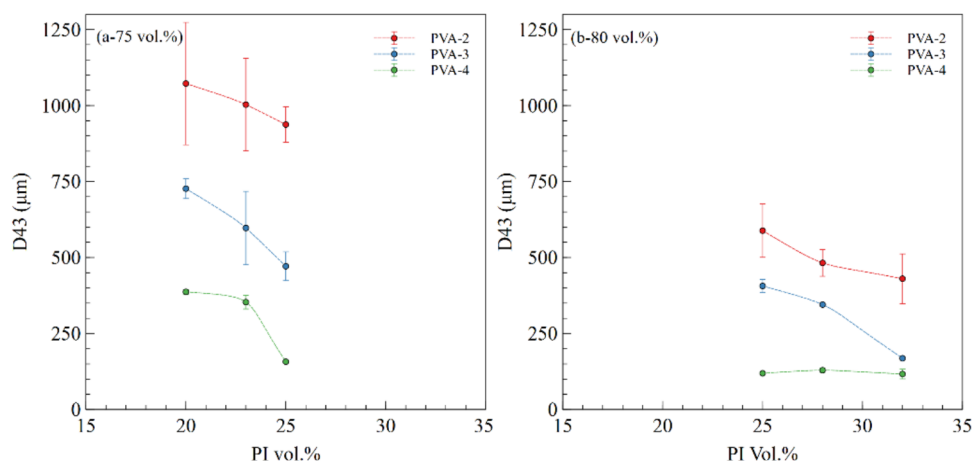 (a-75 vol.%)
PVA-2
PVA-3
PVA-4
1250
1000
750
500
250
0
D43 (μm)
15
20
25
30
35
PI vol.%
(b-80 vol.%)
PVA-2
PVA-3
PVA-4
1250
1000
750
500
250
0
D43 (μm)
15
20
25
30
35
PI Vol.%